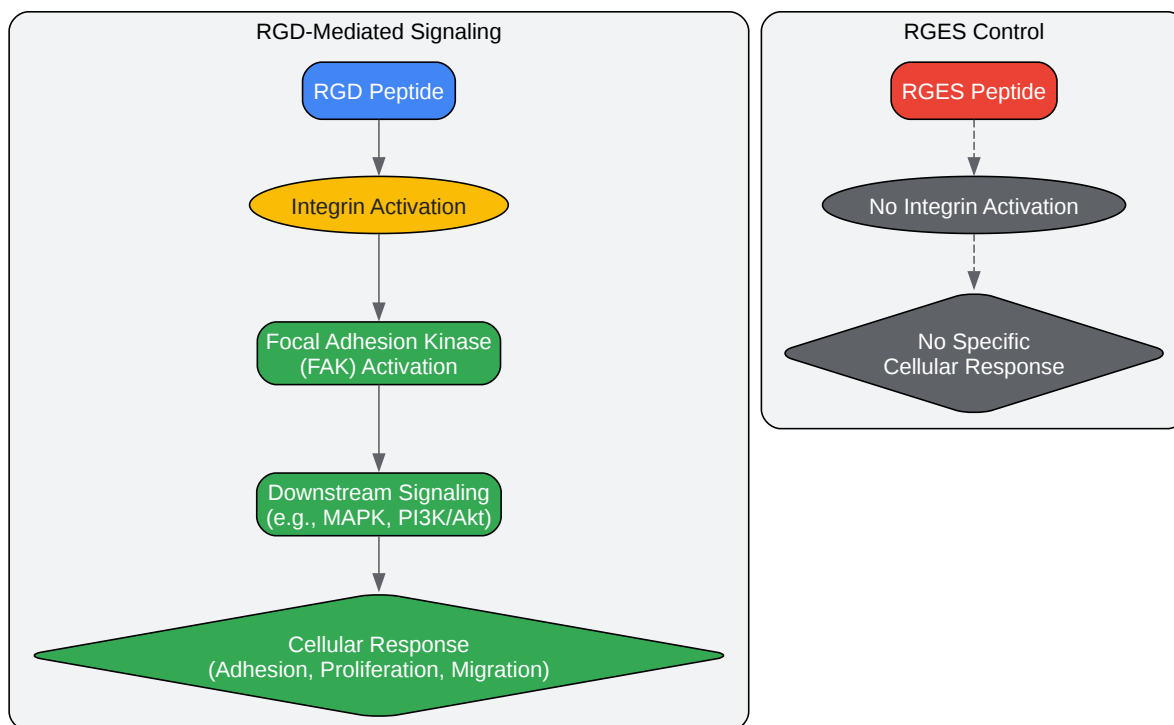 RGD-Mediated Signaling
RGD Peptide
Integrin Activation
Focal Adhesion Kinase
(FAK) Activation
Downstream Signaling
(e.g., MAPK, PI3K/Akt)
Cellular Response
(Adhesion, Proliferation, Migration)
RGES Control
RGES Peptide
No Integrin Activation
No Specific
Cellular Response